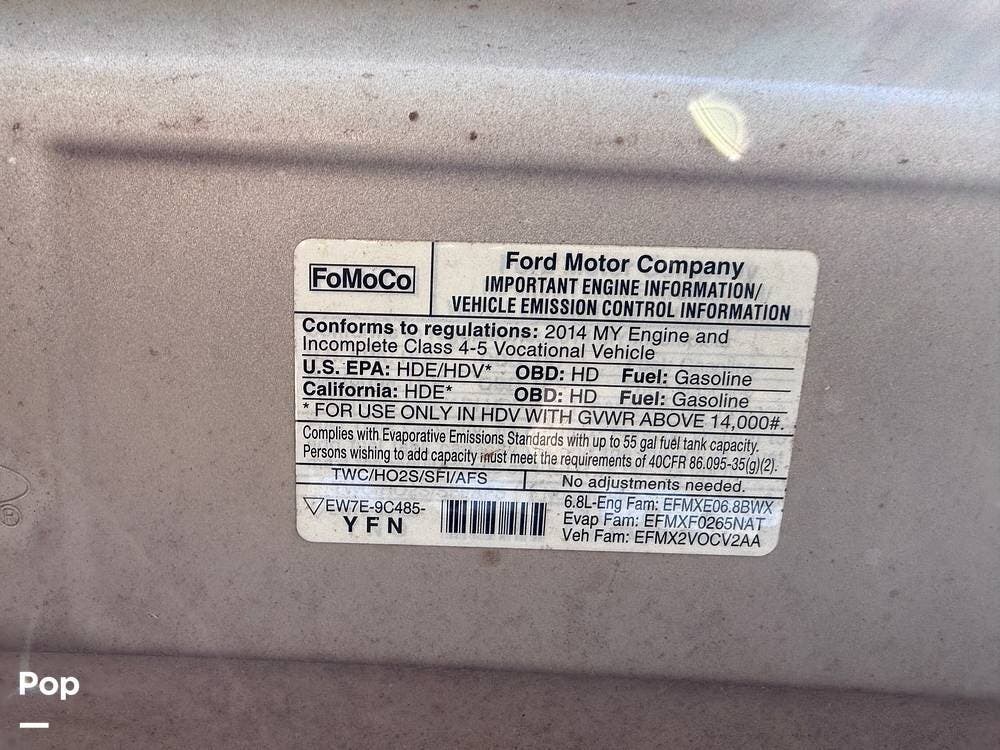 FoMoCo
Ford Motor Company
IMPORTANT ENGINE INFORMATION/
VEHICLE EMISSION CONTROL INFORMATION
Conforms to regulations: 2014 MY Engine and
Incomplete Class 4-5 Vocational Vehicle
U.S. EPA: HDE/HDV* OBD: HD Fuel: Gasoline
California: HDE* OBD: HD Fuel: Gasoline
* FOR USE ONLY IN HDV WITH GVWR ABOVE 14,000#.
Complies with Evaporative Emissions Standards with up to 55 gal fuel tank capacity.
Persons wishing to add capacity must meet the requirements of 40CFR 86.095-35(g)(2).
TWC/HO2S/SFI/AFS No adjustments needed.
EW7E-9C485-
YFN
6.8L-Eng Fam: EFMXE06.8BWX
Evap Fam: EFMXF0265NAT
Veh Fam: EFMX2VOCV2AA
Pop